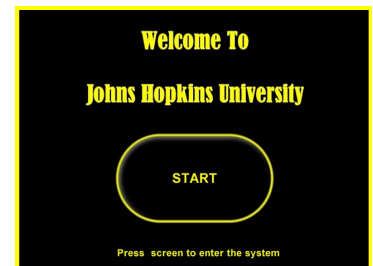 Welcome To
Johns Hopkins University
START
Press screen to enter the system